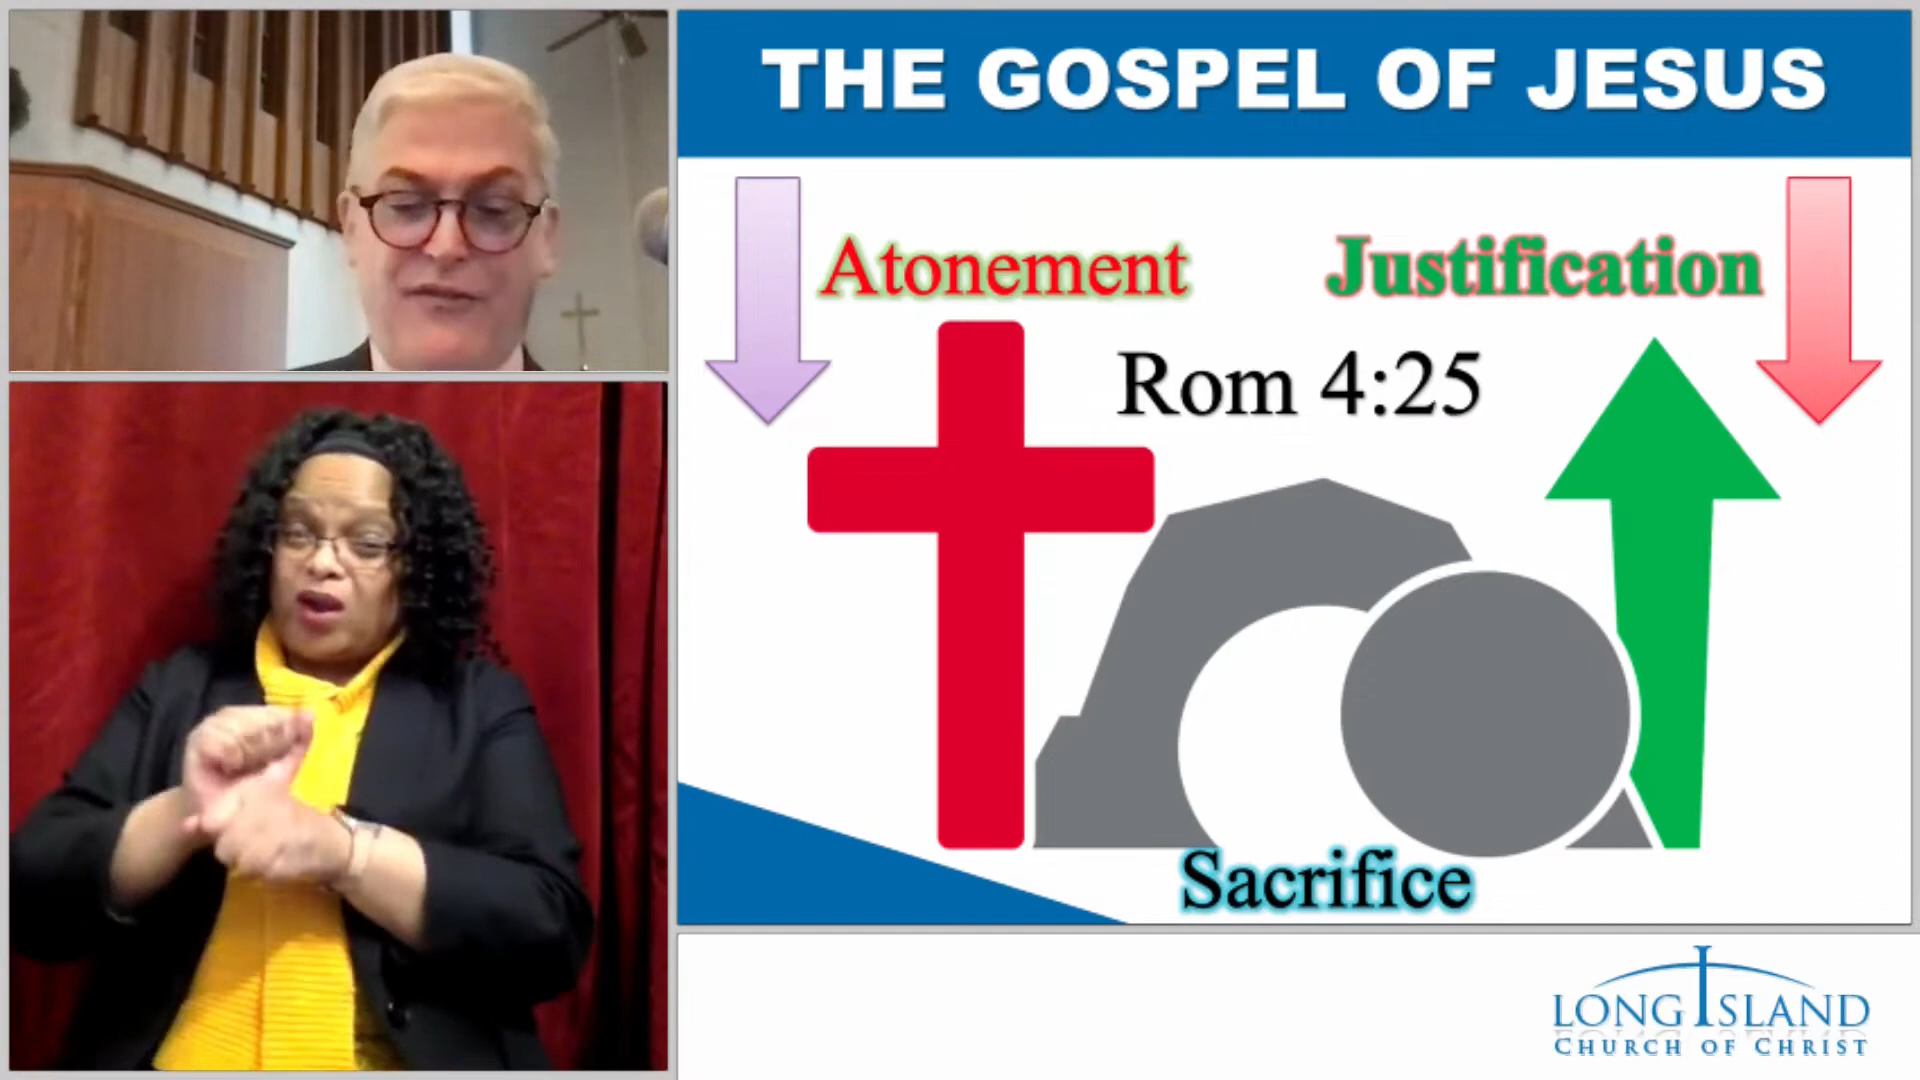 THE GOSPEL OF JESUS
Atonement
Justification
Rom 4:25
Sacrifice
LONG ISLAND
CHURCH OF CHRIST